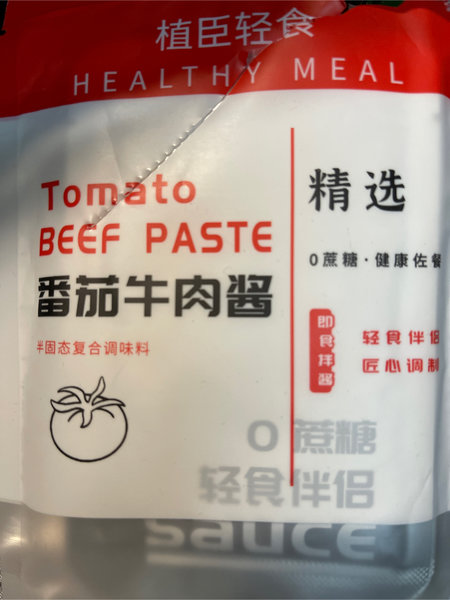 植臣轻食
HEALTHY MEAL
Tomato
BEEF PASTE
番茄牛肉酱
半固态复合调味料
精选
0蔗糖·健康佐餐
即食拌酱
轻食伴侣
匠心调制
0蔗糖
轻食伴侣
sauce